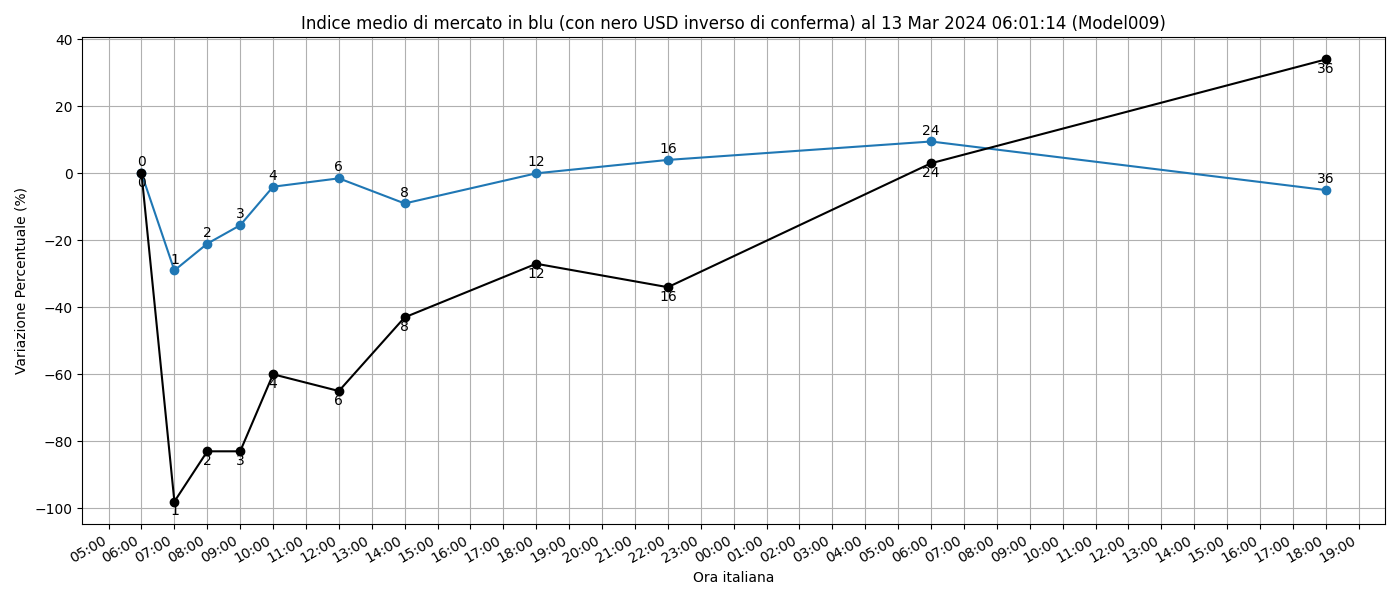 Indice medio di mercato in blu (con nero USD inverso di conferma) al 13 Mar 2024 06:01:14 (Model009)
Variazione Percentuale (%)
40
20
0
−20
−40
−60
−80
−100
0 1 2 3 4 6 8 12 16 24 36
0 1 2 3 4 6 8 12 16 24 36
05:00 06:00 07:00 08:00 09:00 10:00 11:00 12:00 13:00 14:00 15:00 16:00 17:00 18:00 19:00 20:00 21:00 22:00 23:00 00:00 01:00 02:00 03:00 04:00 05:00 06:00 07:00 08:00 09:00 10:00 11:00 12:00 13:00 14:00 15:00 16:00 17:00 18:00 19:00
Ora italiana